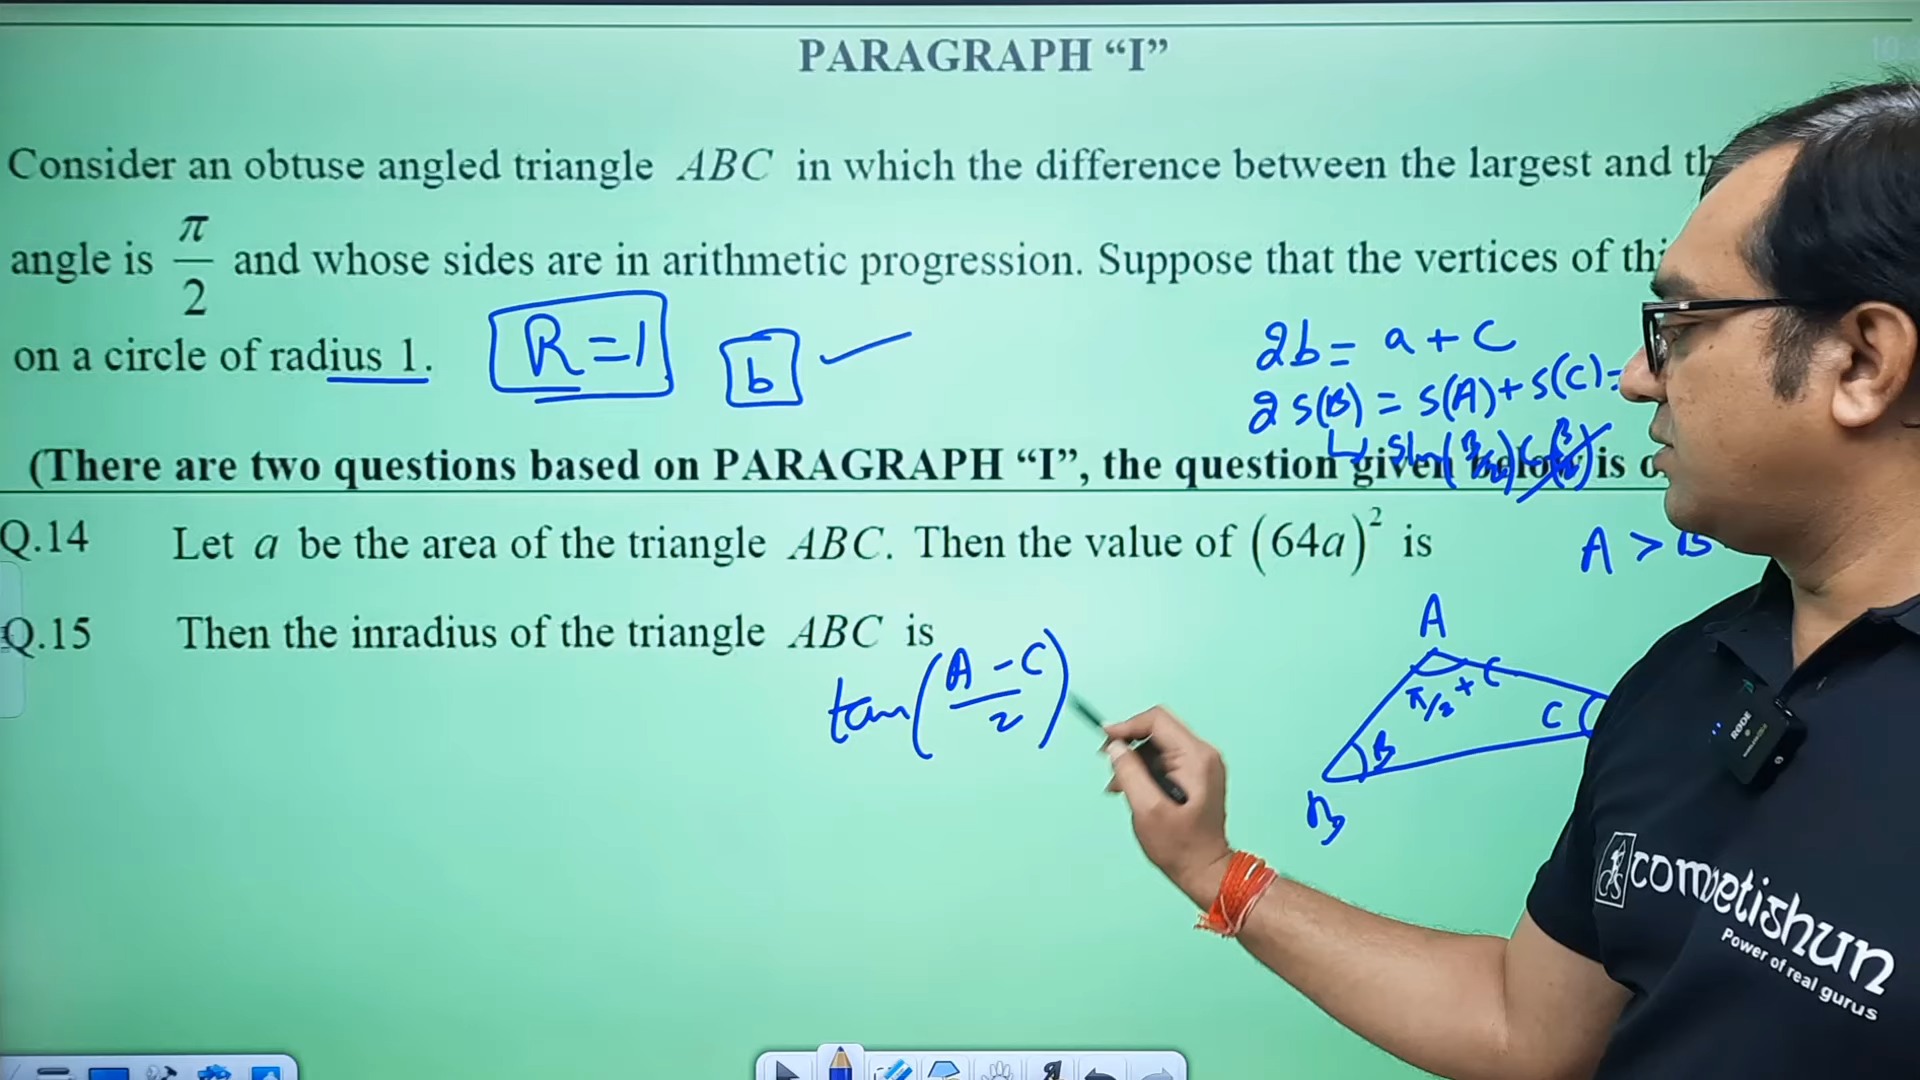 PARAGRAPH “I”
Consider an obtuse angled triangle ABC in which the difference between the largest and
angle is π/2 and whose sides are in arithmetic progression. Suppose that the vertices of
on a circle of radius 1.
R=1
b
2b = a + C
2 S(B) = S(A) + S(C) =
(There are two questions based on PARAGRAPH “I”, the question given below is
Q.14 Let a be the area of the triangle ABC. Then the value of (64a)² is
A > B
Q.15 Then the inradius of the triangle ABC is
tan((A - C)/2)
A
π/2 + C
C
B
B
competishun
Power of real gurus
RODE